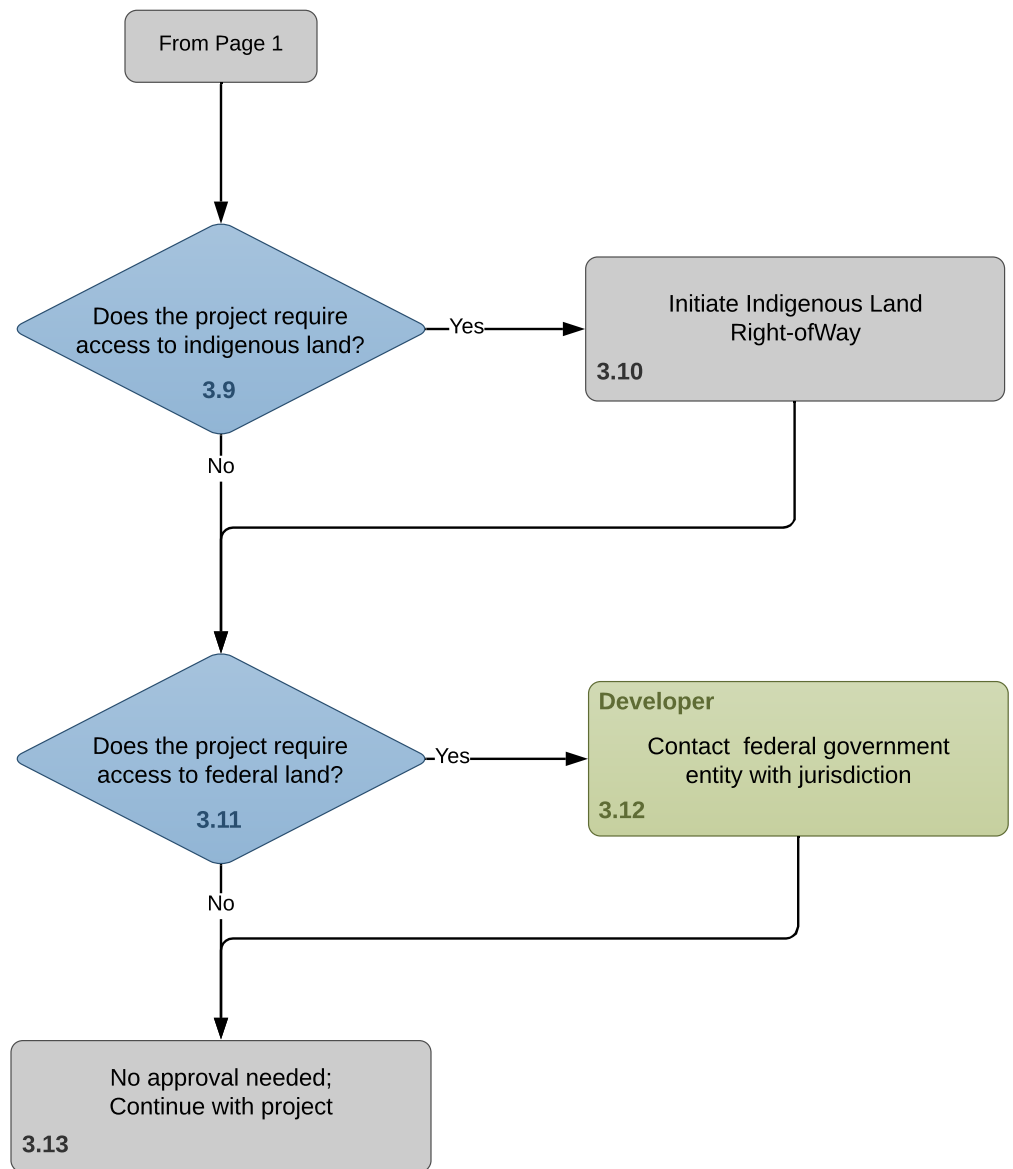 From Page 1
Does the project require
access to indigenous land?
3.9
Yes
Initiate Indigenous Land
Right-ofWay
3.10
No
Does the project require
access to federal land?
3.11
Yes
Developer
Contact  federal government
entity with jurisdiction
3.12
No
No approval needed;
Continue with project
3.13